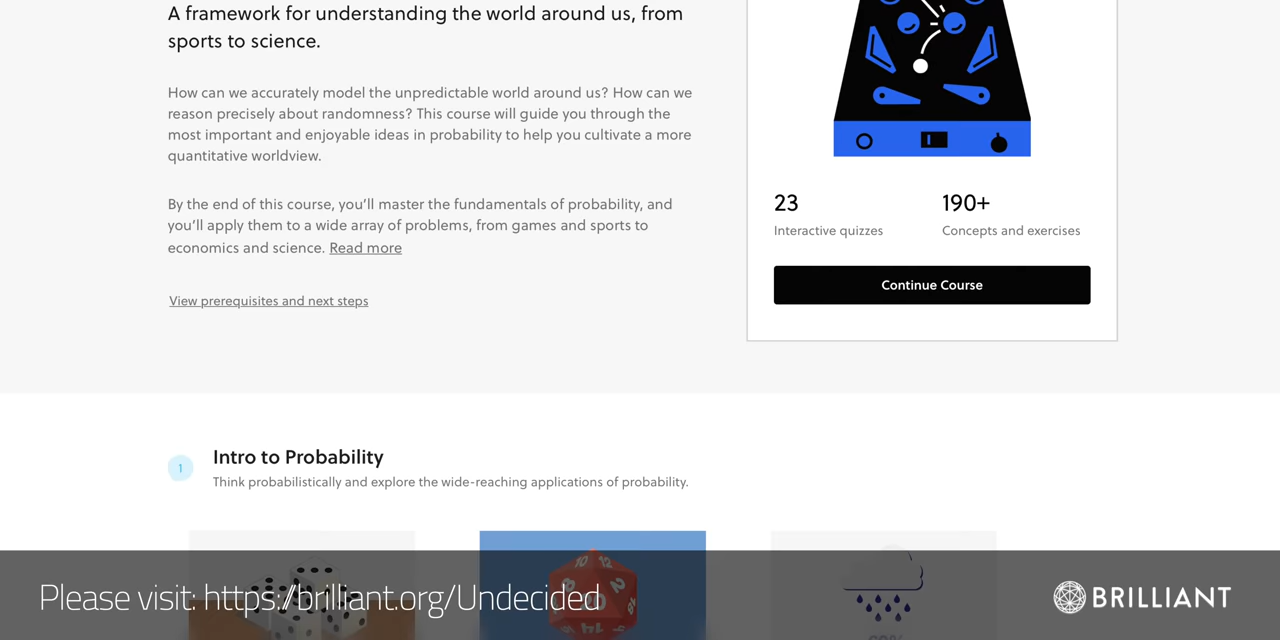 A framework for understanding the world around us, from
sports to science.
How can we accurately model the unpredictable world around us? How can we
reason precisely about randomness? This course will guide you through the
most important and enjoyable ideas in probability to help you cultivate a more
quantitative worldview.
By the end of this course, you’ll master the fundamentals of probability, and
you’ll apply them to a wide array of problems, from games and sports to
economics and science. Read more
View prerequisites and next steps
23
Interactive quizzes
190+
Concepts and exercises
Continue Course
1
Intro to Probability
Think probabilistically and explore the wide-reaching applications of probability.
10
12
2
20
Please visit: https://brilliant.org/Undecided
BRILLIANT